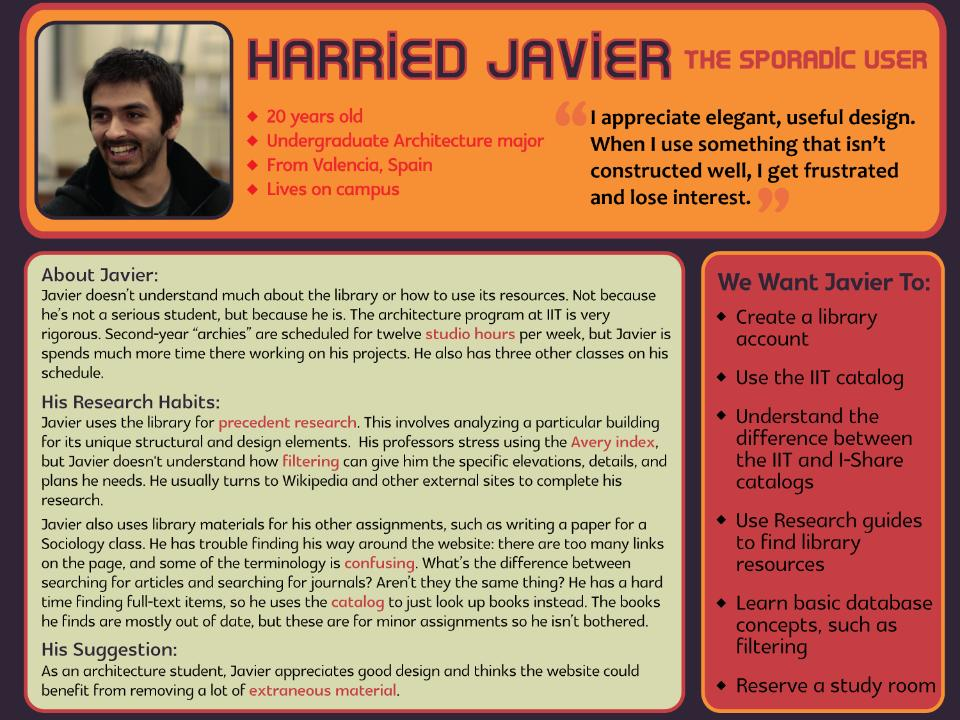 HARRIED JAVIER THE SPORADIC USER
◆ 20 years old
◆ Undergraduate Architecture major
◆ From Valencia, Spain
◆ Lives on campus
“I appreciate elegant, useful design.
When I use something that isn’t
constructed well, I get frustrated
and lose interest.”
About Javier:
Javier doesn’t understand much about the library or how to use its resources. Not because
he’s not a serious student, but because he is. The architecture program at IIT is very
rigorous. Second-year “archies” are scheduled for twelve studio hours per week, but Javier is
spends much more time there working on his projects. He also has three other classes on his
schedule.
His Research Habits:
Javier uses the library for precedent research. This involves analyzing a particular building
for its unique structural and design elements. His professors stress using the Avery index,
but Javier doesn't understand how filtering can give him the specific elevations, details, and
plans he needs. He usually turns to Wikipedia and other external sites to complete his
research.
Javier also uses library materials for his other assignments, such as writing a paper for a
Sociology class. He has trouble finding his way around the website: there are too many links
on the page, and some of the terminology is confusing. What’s the difference between
searching for articles and searching for journals? Aren’t they the same thing? He has a hard
time finding full-text items, so he uses the catalog to just look up books instead. The books
he finds are mostly out of date, but these are for minor assignments so he isn’t bothered.
His Suggestion:
As an architecture student, Javier appreciates good design and thinks the website could
benefit from removing a lot of extraneous material.
We Want Javier To:
◆ Create a library
account
◆ Use the IIT catalog
◆ Understand the
difference between
the IIT and I-Share
catalogs
◆ Use Research guides
to find library
resources
◆ Learn basic database
concepts, such as
filtering
◆ Reserve a study room